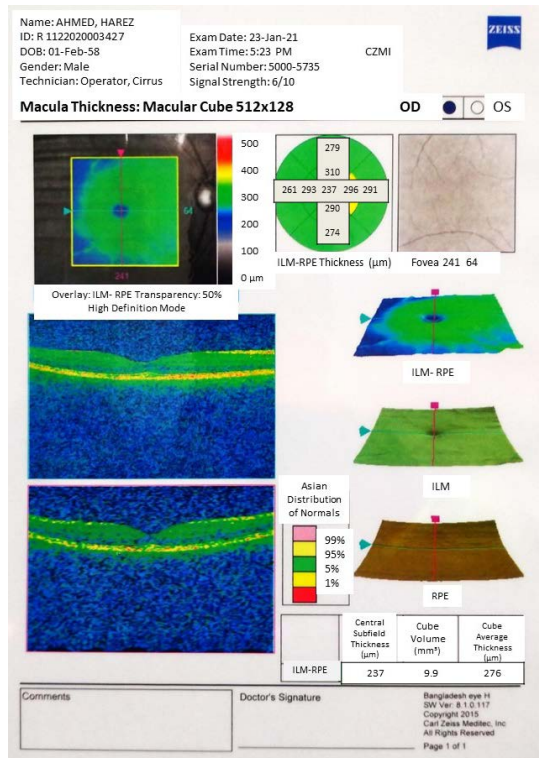 Name: AHMED, HAREZ
ID: R 1122020003427
DOB: 01-Feb-58
Gender: Male
Technician: Operator, Cirrus
Exam Date: 23-Jan-21
Exam Time: 5:23 PM
Serial Number: 5000-5735
Signal Strength: 6/10
CZMI
ZEISS
Macula Thickness: Macular Cube 512x128
OD
OS
64
241
500
400
300
200
100
0 µm
Overlay: ILM- RPE Transparency: 50%
High Definition Mode
279
310
261 293 237 296 291
290
274
ILM-RPE Thickness (µm)
Fovea 241 64
ILM- RPE
ILM
RPE
Asian
Distribution
of Normals
99%
95%
5%
1%
Central
Subfield
Thickness
(µm)
Cube
Volume
(mm³)
Cube
Average
Thickness
(µm)
ILM-RPE 237 9.9 276
Comments
Doctor's Signature
Bangladesh eye H
SW Ver: 8.1.0.117
Copyright 2015
Carl Zeiss Meditec, Inc
All Rights Reserved
Page 1 of 1